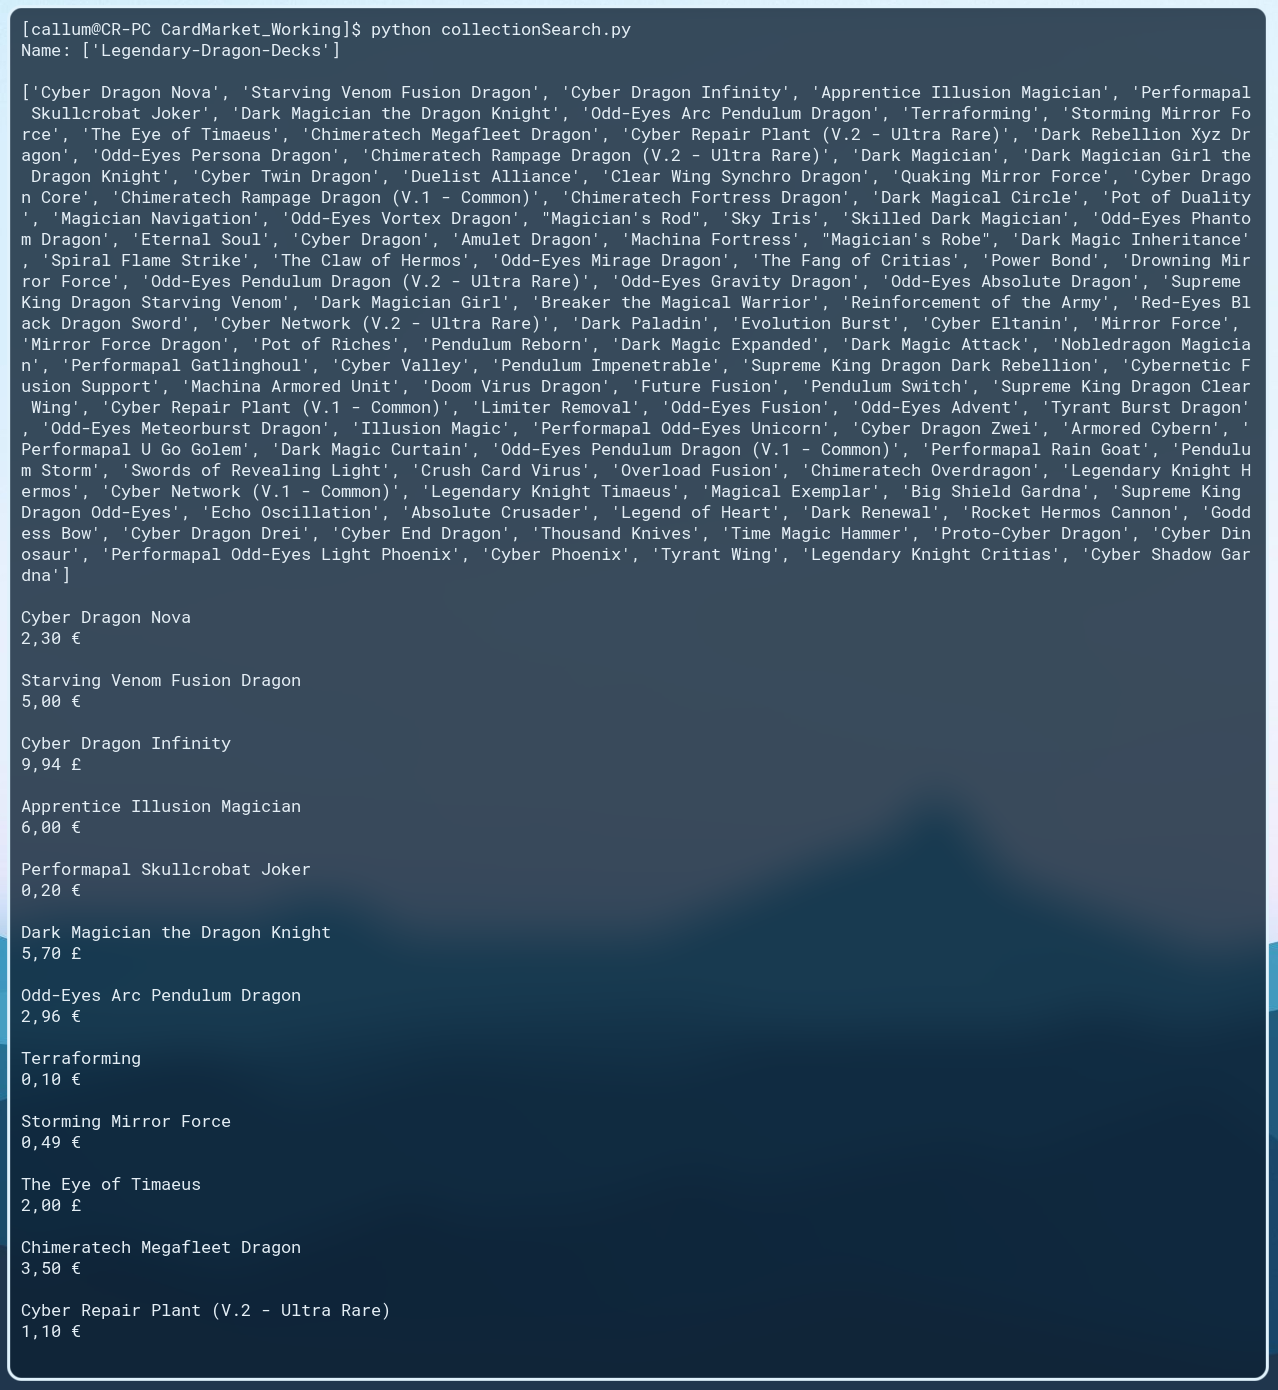 [callum@CR-PC CardMarket_Working]$ python collectionSearch.py
Name: ['Legendary-Dragon-Decks']
['Cyber Dragon Nova', 'Starving Venom Fusion Dragon', 'Cyber Dragon Infinity', 'Apprentice Illusion Magician', 'Performapal
 Skullcrobat Joker', 'Dark Magician the Dragon Knight', 'Odd-Eyes Arc Pendulum Dragon', 'Terraforming', 'Storming Mirror Fo
rce', 'The Eye of Timaeus', 'Chimeratech Megafleet Dragon', 'Cyber Repair Plant (V.2 - Ultra Rare)', 'Dark Rebellion Xyz Dr
agon', 'Odd-Eyes Persona Dragon', 'Chimeratech Rampage Dragon (V.2 - Ultra Rare)', 'Dark Magician', 'Dark Magician Girl the
 Dragon Knight', 'Cyber Twin Dragon', 'Duelist Alliance', 'Clear Wing Synchro Dragon', 'Quaking Mirror Force', 'Cyber Drago
n Core', 'Chimeratech Rampage Dragon (V.1 - Common)', 'Chimeratech Fortress Dragon', 'Dark Magical Circle', 'Pot of Duality
', 'Magician Navigation', 'Odd-Eyes Vortex Dragon', "Magician's Rod", 'Sky Iris', 'Skilled Dark Magician', 'Odd-Eyes Phanto
m Dragon', 'Eternal Soul', 'Cyber Dragon', 'Amulet Dragon', 'Machina Fortress', "Magician's Robe", 'Dark Magic Inheritance'
, 'Spiral Flame Strike', 'The Claw of Hermos', 'Odd-Eyes Mirage Dragon', 'The Fang of Critias', 'Power Bond', 'Drowning Mir
ror Force', 'Odd-Eyes Pendulum Dragon (V.2 - Ultra Rare)', 'Odd-Eyes Gravity Dragon', 'Odd-Eyes Absolute Dragon', 'Supreme
King Dragon Starving Venom', 'Dark Magician Girl', 'Breaker the Magical Warrior', 'Reinforcement of the Army', 'Red-Eyes Bl
ack Dragon Sword', 'Cyber Network (V.2 - Ultra Rare)', 'Dark Paladin', 'Evolution Burst', 'Cyber Eltanin', 'Mirror Force',
'Mirror Force Dragon', 'Pot of Riches', 'Pendulum Reborn', 'Dark Magic Expanded', 'Dark Magic Attack', 'Nobledragon Magicia
n', 'Performapal Gatlinghoul', 'Cyber Valley', 'Pendulum Impenetrable', 'Supreme King Dragon Dark Rebellion', 'Cybernetic F
usion Support', 'Machina Armored Unit', 'Doom Virus Dragon', 'Future Fusion', 'Pendulum Switch', 'Supreme King Dragon Clear
 Wing', 'Cyber Repair Plant (V.1 - Common)', 'Limiter Removal', 'Odd-Eyes Fusion', 'Odd-Eyes Advent', 'Tyrant Burst Dragon'
, 'Odd-Eyes Meteorburst Dragon', 'Illusion Magic', 'Performapal Odd-Eyes Unicorn', 'Cyber Dragon Zwei', 'Armored Cybern', '
Performapal U Go Golem', 'Dark Magic Curtain', 'Odd-Eyes Pendulum Dragon (V.1 - Common)', 'Performapal Rain Goat', 'Pendulu
m Storm', 'Swords of Revealing Light', 'Crush Card Virus', 'Overload Fusion', 'Chimeratech Overdragon', 'Legendary Knight H
ermos', 'Cyber Network (V.1 - Common)', 'Legendary Knight Timaeus', 'Magical Exemplar', 'Big Shield Gardna', 'Supreme King
Dragon Odd-Eyes', 'Echo Oscillation', 'Absolute Crusader', 'Legend of Heart', 'Dark Renewal', 'Rocket Hermos Cannon', 'Godd
ess Bow', 'Cyber Dragon Drei', 'Cyber End Dragon', 'Thousand Knives', 'Time Magic Hammer', 'Proto-Cyber Dragon', 'Cyber Din
osaur', 'Performapal Odd-Eyes Light Phoenix', 'Cyber Phoenix', 'Tyrant Wing', 'Legendary Knight Critias', 'Cyber Shadow Gar
dna']
Cyber Dragon Nova
2,30 €
Starving Venom Fusion Dragon
5,00 €
Cyber Dragon Infinity
9,94 £
Apprentice Illusion Magician
6,00 €
Performapal Skullcrobat Joker
0,20 €
Dark Magician the Dragon Knight
5,70 £
Odd-Eyes Arc Pendulum Dragon
2,96 €
Terraforming
0,10 €
Storming Mirror Force
0,49 €
The Eye of Timaeus
2,00 £
Chimeratech Megafleet Dragon
3,50 €
Cyber Repair Plant (V.2 - Ultra Rare)
1,10 €